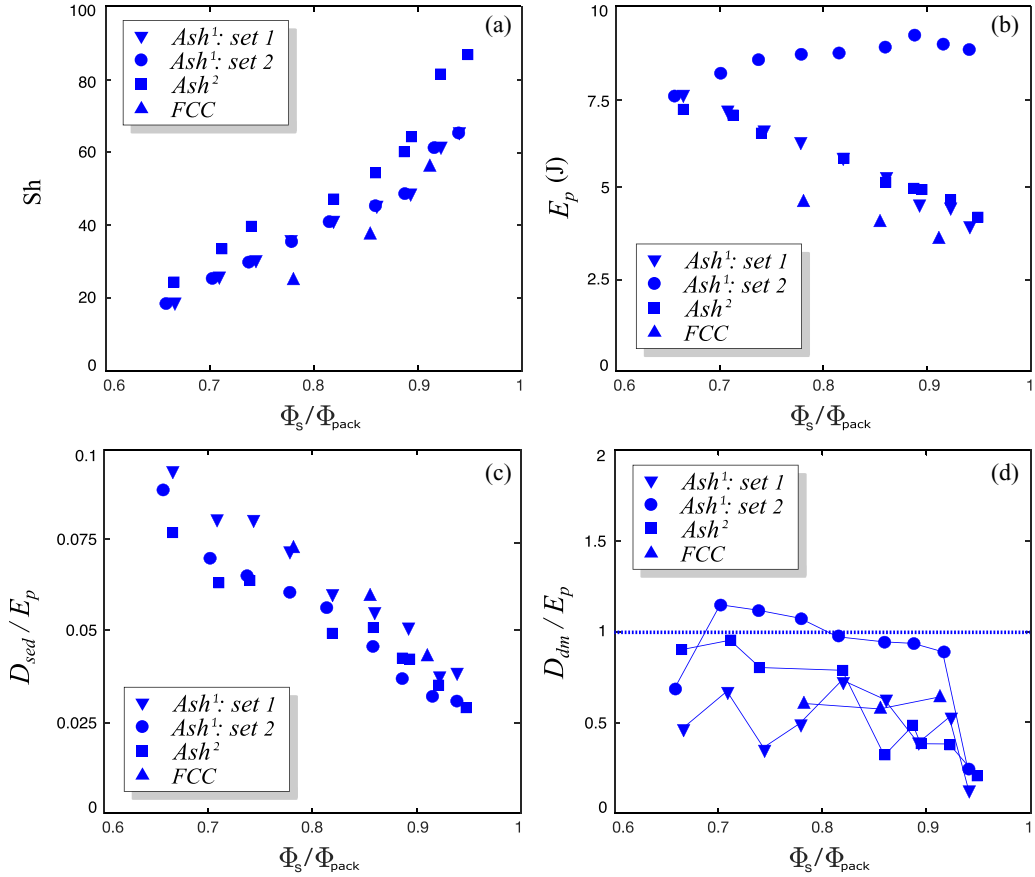 (a)
100
80
60
40
20
0
Sh
Ash¹: set 1
Ash¹: set 2
Ash²
FCC
0.6 0.7 0.8 0.9 1
Φs/Φpack
(b)
10
7.5
5
2.5
0
Ep (J)
Ash¹: set 1
Ash¹: set 2
Ash²
FCC
0.6 0.7 0.8 0.9 1
Φs/Φpack
(c)
0.1
0.075
0.05
0.025
0
Dsed / Ep
Ash¹: set 1
Ash¹: set 2
Ash²
FCC
0.6 0.7 0.8 0.9 1
Φs/Φpack
(d)
2
1.5
1
0.5
0
Ddm / Ep
Ash¹: set 1
Ash¹: set 2
Ash²
FCC
0.6 0.7 0.8 0.9 1
Φs/Φpack